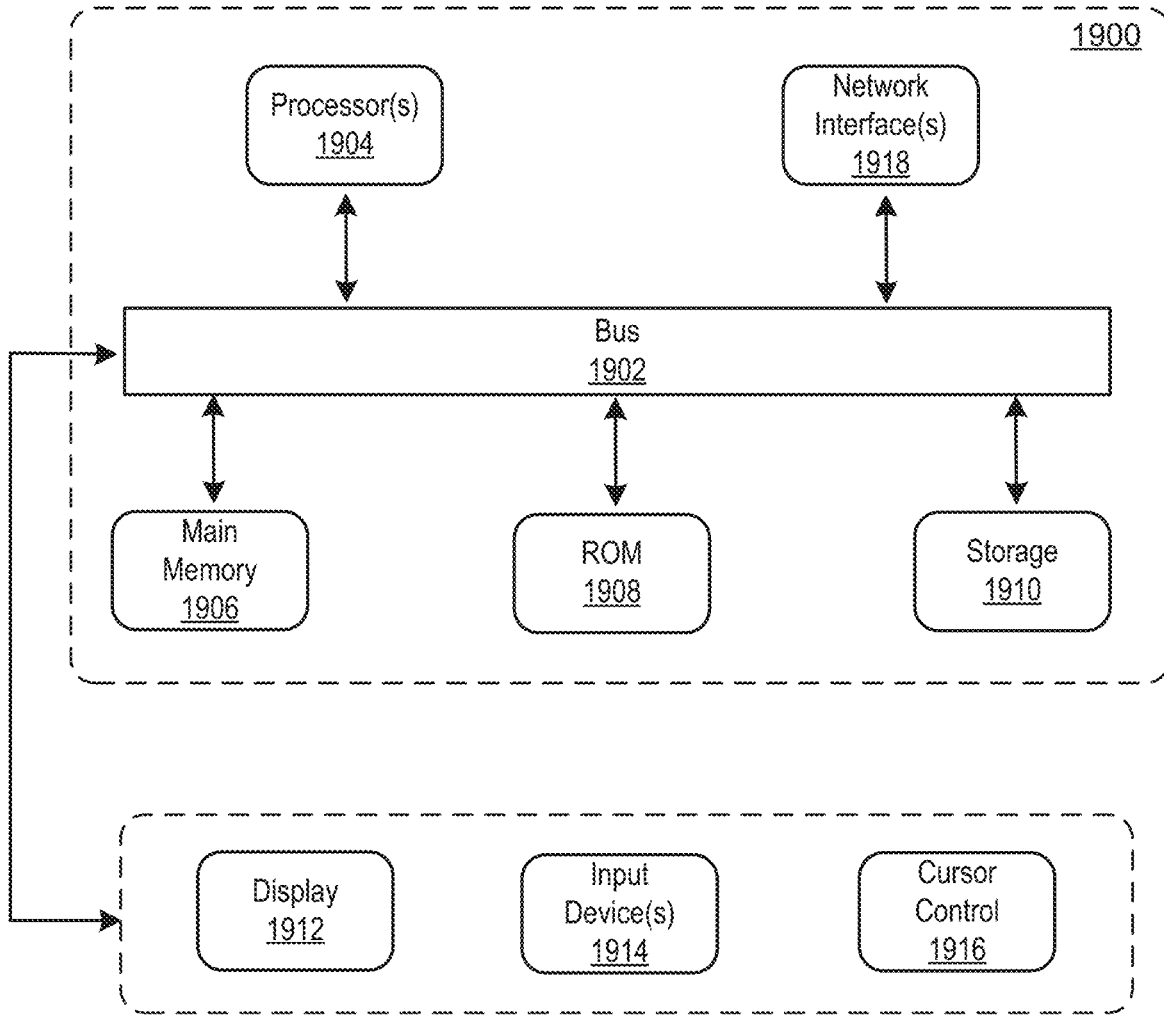 1900
Processor(s)
1904
Network
Interface(s)
1918
Bus
1902
Main
Memory
1906
ROM
1908
Storage
1910
Display
1912
Input
Device(s)
1914
Cursor
Control
1916